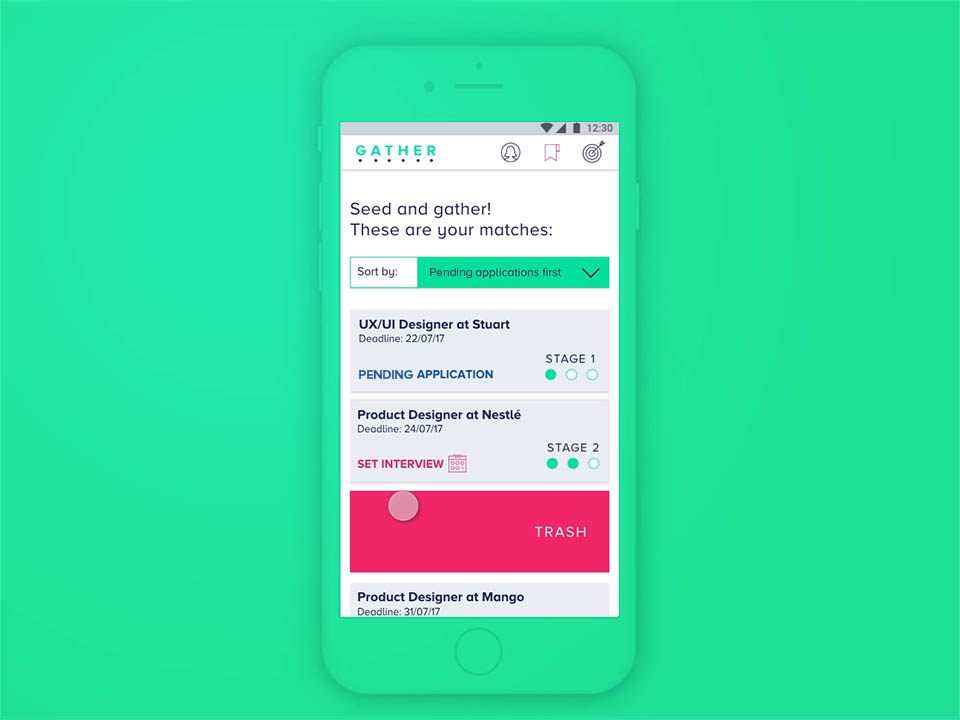 12:30
GATHER
Seed and gather!
These are your matches:
Sort by:
Pending applications first
UX/UI Designer at Stuart
Deadline: 22/07/17
STAGE 1
PENDING APPLICATION
Product Designer at Nestlé
Deadline: 24/07/17
STAGE 2
SET INTERVIEW
TRASH
Product Designer at Mango
Deadline: 31/07/17